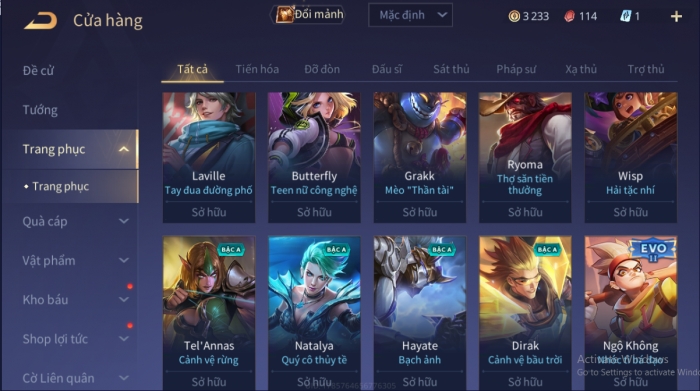 Cửa hàng
Đổi mảnh
Mặc định
3 233
114
1
Đề cử
Tướng
Trang phục
Trang phục
Quà cáp
Vật phẩm
Kho báu
Shop lợi tức
Cờ Liên quân
Tất cả
Tiến hóa
Đỡ đòn
Đấu sĩ
Sát thủ
Pháp sư
Xạ thủ
Trợ thủ
Laville
Tay đua đường phố
Sở hữu
Butterfly
Teen nữ công nghệ
Sở hữu
Grakk
Mèo "Thần tài"
Sở hữu
Ryoma
Thợ săn tiền
thưởng
Sở hữu
Wisp
Hải tặc nhí
Sở hữu
BẬC A
Tel'Annas
Cảnh vệ rừng
Sở hữu
BẬC A
Natalya
Quý cô thủy tề
Sở hữu
BẬC A
Hayate
Bạch ảnh
Sở hữu
BẬC A
Dirak
Cảnh vệ bầu trời
Sở hữu
EVO
Ngộ Không
Nhóc tì bá đạo
Sở hữu
Activate Windows
Go to Settings to activate Wind